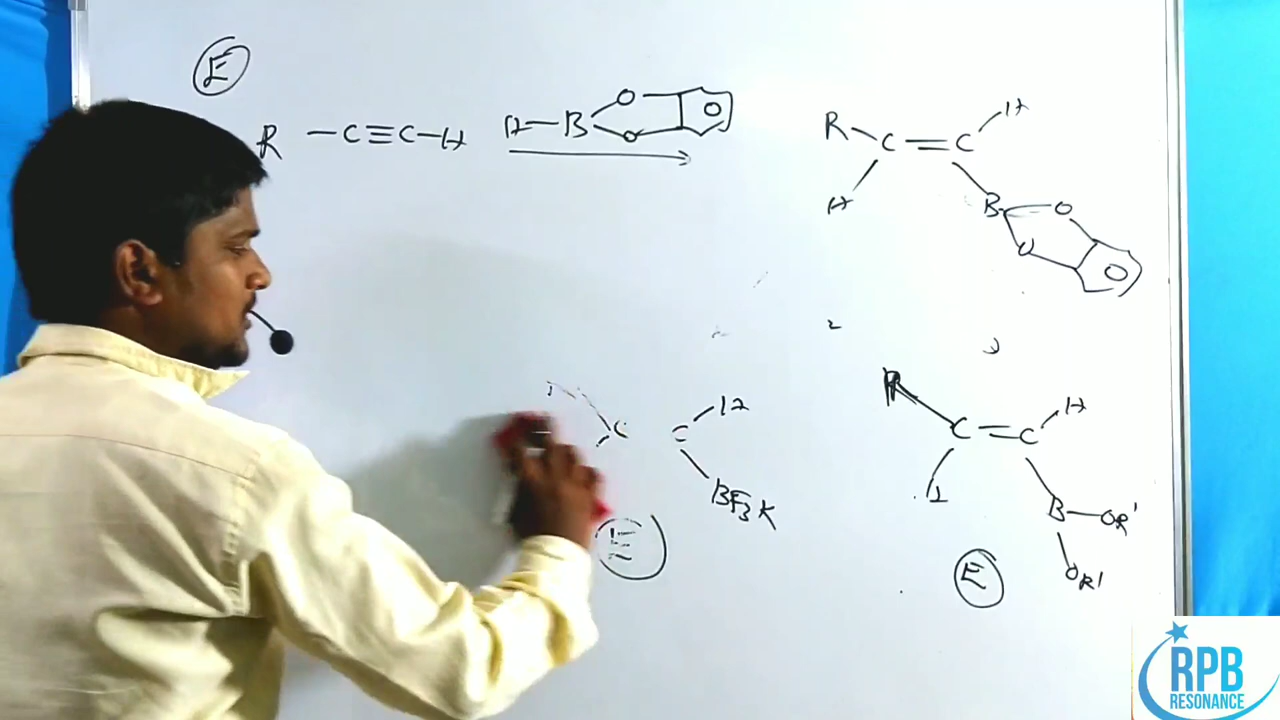 E
R —C≡C—H H—B O O
R C = C H
H B O O
C C H
BF3K
E
R C = C H
B —OR'
OR'
E
RPB
RESONANCE